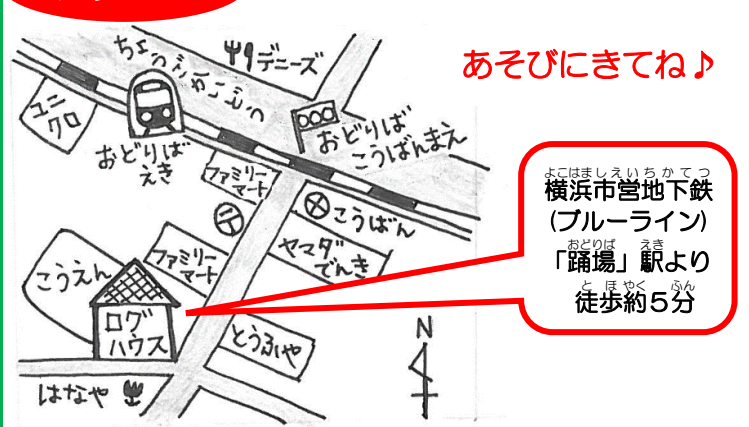 ちょっかがごぶつ
デニーズ
あそびにきてね♪
ユニ
クロ
おどりば
えき
おどりば
こうばんまえ
ファミリー
マート
こうばん
ヤマダ
でんき
こうえん
ファミリー
マート
ログ
ハウス
とうふや
はなや
N
よこはましえいちかてつ
横浜市営地下鉄
(ブルーライン)
おどりば えき
「踊場」駅より
とほやく ふん
徒歩約5分